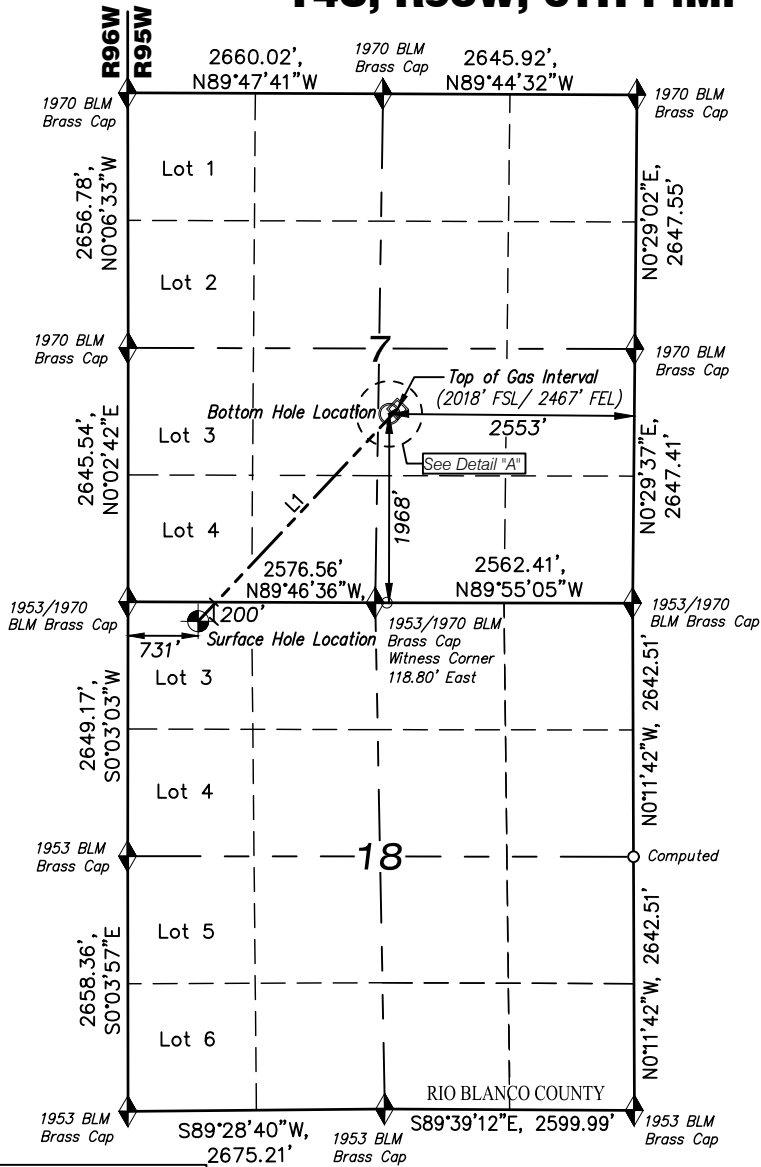 R96W
R95W
2660.02',
N89°47'41"W
1970 BLM
Brass Cap
2645.92',
N89°44'32"W
1970 BLM
Brass Cap
1970 BLM
Brass Cap
Lot 1
2656.78',
N0°06'33"W
N0°29'02"E,
2647.55'
Lot 2
1970 BLM
Brass Cap
7
1970 BLM
Brass Cap
Top of Gas Interval
(2018' FSL/ 2467' FEL)
Bottom Hole Location
2553'
Lot 3
See Detail "A"
2645.54',
N0°02'42"E
N0°29'37"E,
2647.41'
L1
1968'
Lot 4
2576.56'
N89°46'36"W,
2562.41',
N89°55'05"W
1953/1970
BLM Brass Cap
200'
1953/1970
BLM Brass Cap
731'
Surface Hole Location
1953/1970 BLM
Brass Cap
Witness Corner
118.80' East
Lot 3
2649.17',
S0°03'03"W
N0°11'42"W, 2642.51'
Lot 4
1953 BLM
Brass Cap
18
Computed
Lot 5
2658.36',
S0°03'57"E
N0°11'42"W, 2642.51'
Lot 6
RIO BLANCO COUNTY
1953 BLM
Brass Cap
S89°28'40"W,
2675.21'
1953 BLM
Brass Cap
S89°39'12"E, 2599.99'
1953 BLM
Brass Cap